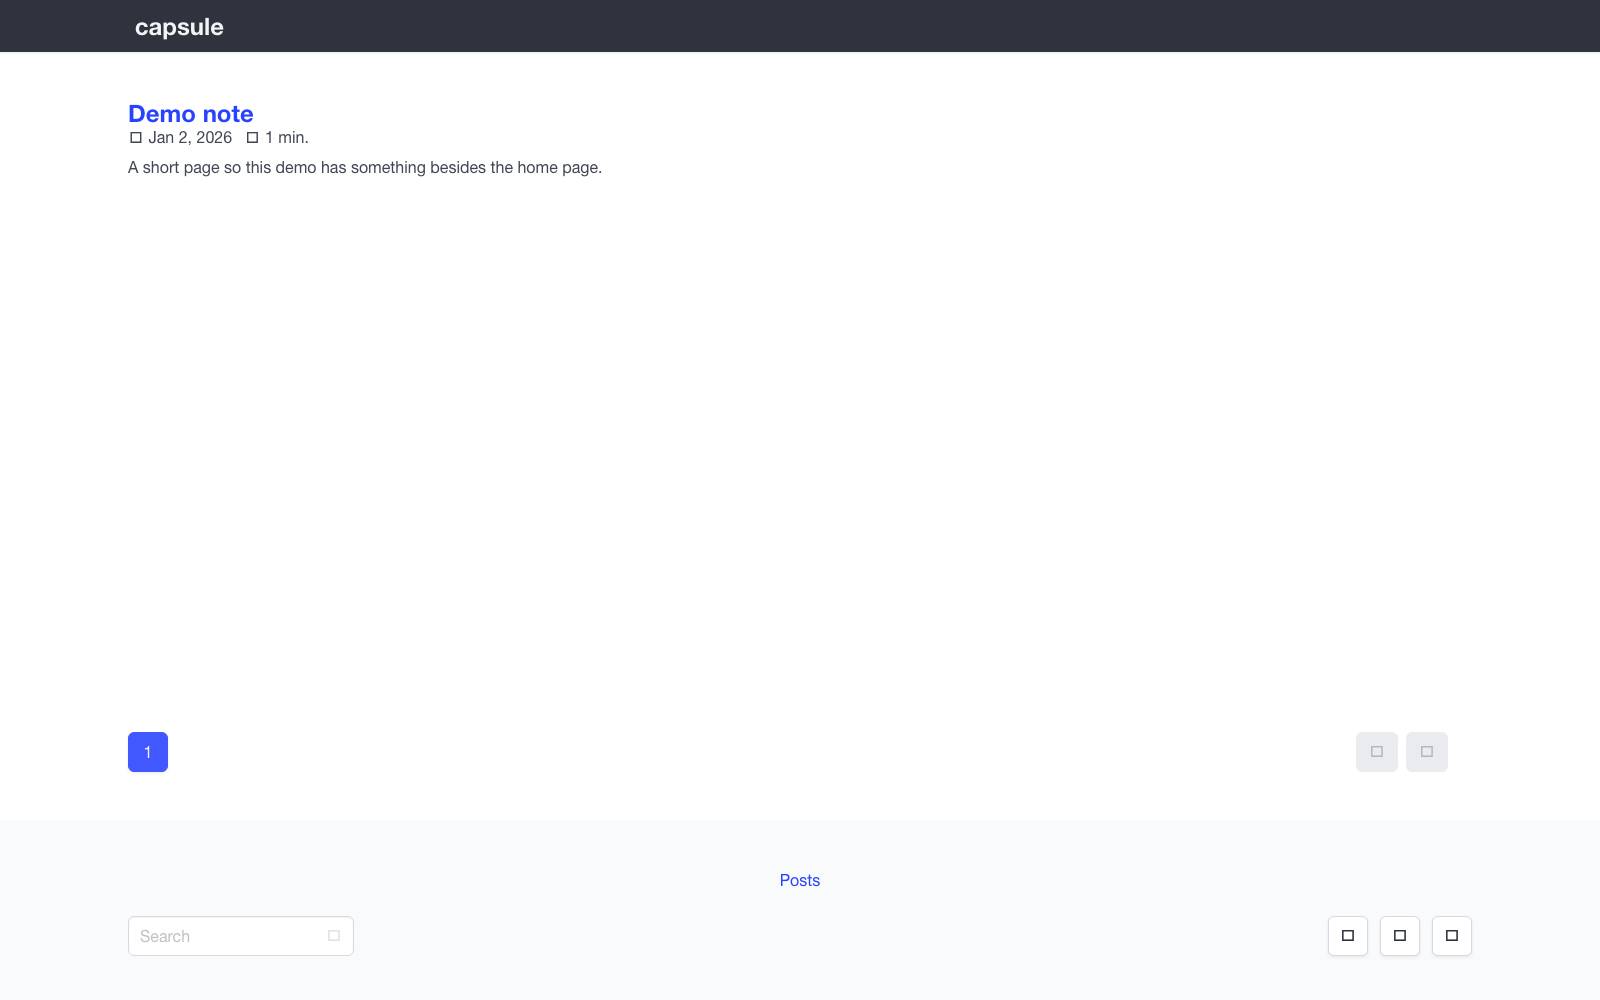 capsule
Demo note
Jan 2, 2026 1 min.
A short page so this demo has something besides the home page.
1
Posts
Search